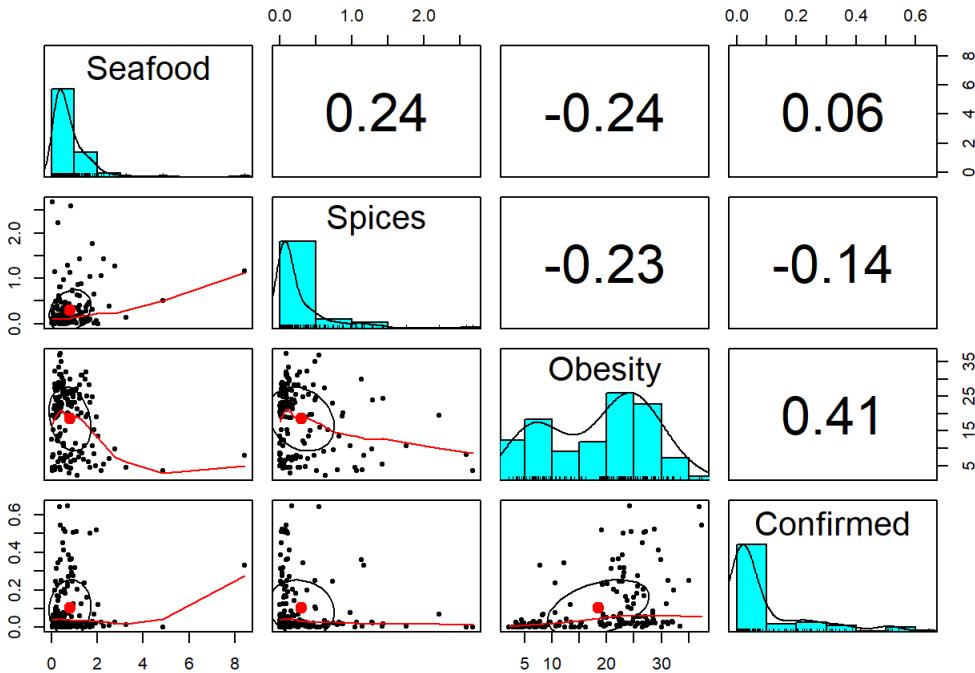 0.0 1.0 2.0 0.0 0.2 0.4 0.6
Seafood 0.24 -0.24 0.06 0 2 4 6 8
0.0 1.0 2.0 Spices -0.23 -0.14
Obesity 0.41 5 15 25 35
0.0 0.2 0.4 0.6 Confirmed
0 2 4 6 8 5 10 20 30